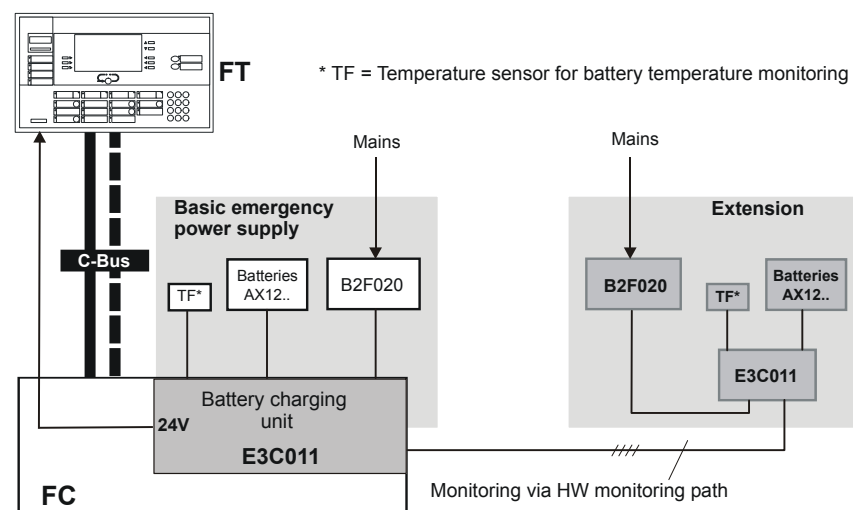 FT
* TF = Temperature sensor for battery temperature monitoring
Mains
Mains
Basic emergency
power supply
Extension
C-Bus
TF*
Batteries
AX12..
B2F020
B2F020
TF*
Batteries
AX12..
E3C011
Battery charging
unit
24V
E3C011
FC
Monitoring via HW monitoring path